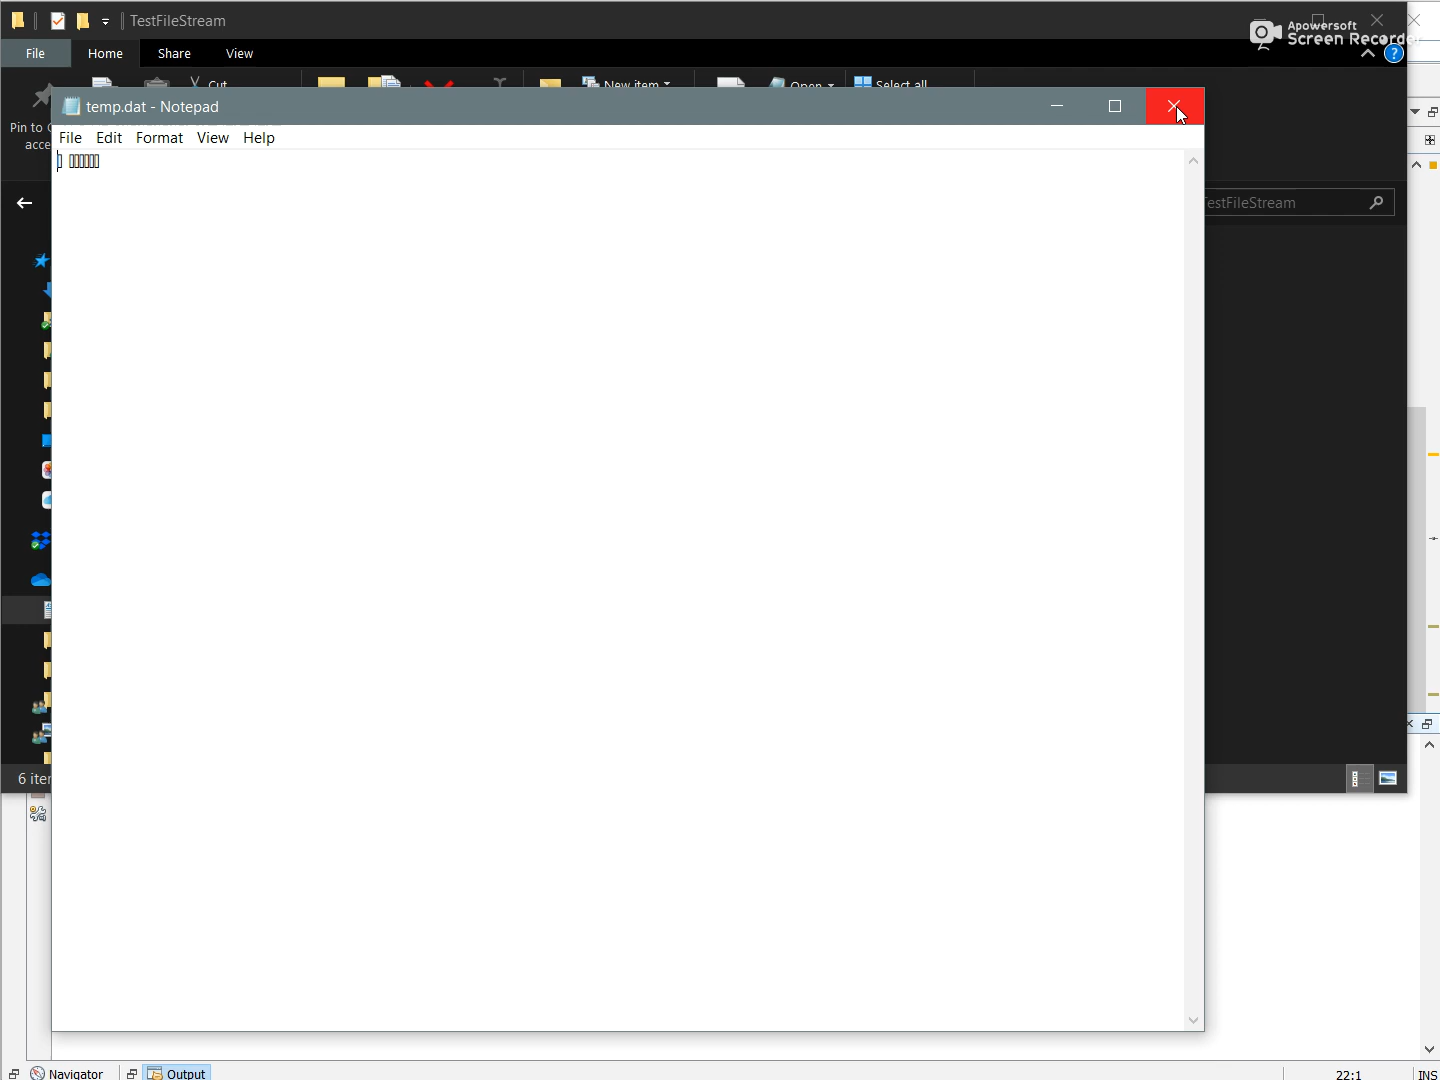 TestFileStream
Apowersoft
Screen Recorder
File Home Share View
Cut
New item
Open
Select all
Pin to
acce
temp.dat - Notepad
File Edit Format View Help
TestFileStream
6 iter
Navigator
Output
22:1
INS